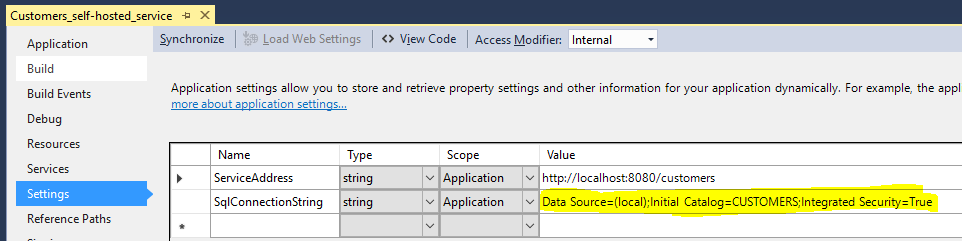 Customers_self-hosted_service
Application
Build
Build Events
Debug
Resources
Services
Settings
Reference Paths
Synchronize Load Web Settings View Code Access Modifier: Internal
Application settings allow you to store and retrieve property settings and other information for your application dynamically. For example, the appl
more about application settings...
Name Type Scope Value
ServiceAddress string Application http://localhost:8080/customers
SqlConnectionString string Application Data Source=(local);Initial Catalog=CUSTOMERS;Integrated Security=True
*